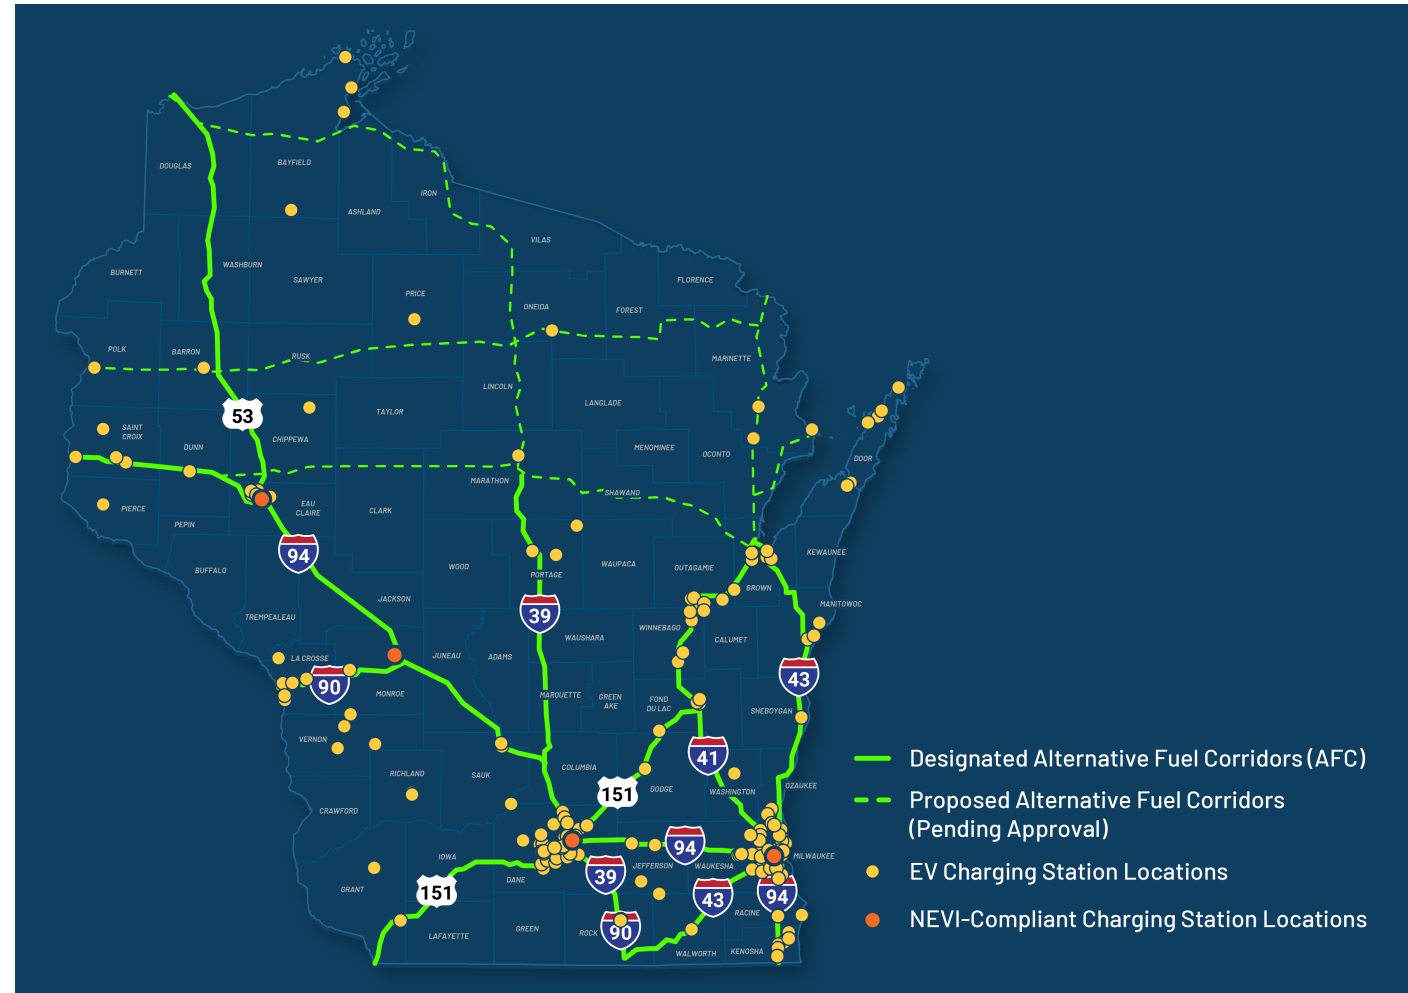 DOUGLAS
BAYFIELD
IRON
ASHLAND
VILAS
BURNETT
WASHBURN
SAWYER
FLORENCE
PRICE
ONEIDA
FOREST
POLK
BARRON
RUSK
MARINETTE
LINCOLN
LANGLADE
TAYLOR
53
SAINT
CROIX
CHIPPEWA
DUNN
MENOMINEE
OCONTO
DOOR
MARATHON
SHAWANO
PIERCE
EAU
CLAIRE
CLARK
PEPIN
94
KEWAUNEE
BUFFALO
WOOD
PORTAGE
WAUPACA
OUTAGAMIE
BROWN
JACKSON
MANITOWOC
TREMPEALEAU
39
WINNEBAGO
WAUSHARA
CALUMET
LA CROSSE
JUNEAU
ADAMS
90
43
MONROE
MARQUETTE
GREEN
AKE
FOND
DU LAC
SHEBOYGAN
VERNON
41
RICHLAND
SAUK
COLUMBIA
DODGE
WASHINGTON
OZAUKEE
151
CRAWFORD
IOWA
94
JEFFERSON
WAUKESHA
MILWAUKEE
GRANT
151
DANE
39
43
94
RACINE
LAFAYETTE
GREEN
ROCK
90
WALWORTH
KENOSHA
Designated Alternative Fuel Corridors (AFC)
Proposed Alternative Fuel Corridors
(Pending Approval)
EV Charging Station Locations
NEVI-Compliant Charging Station Locations